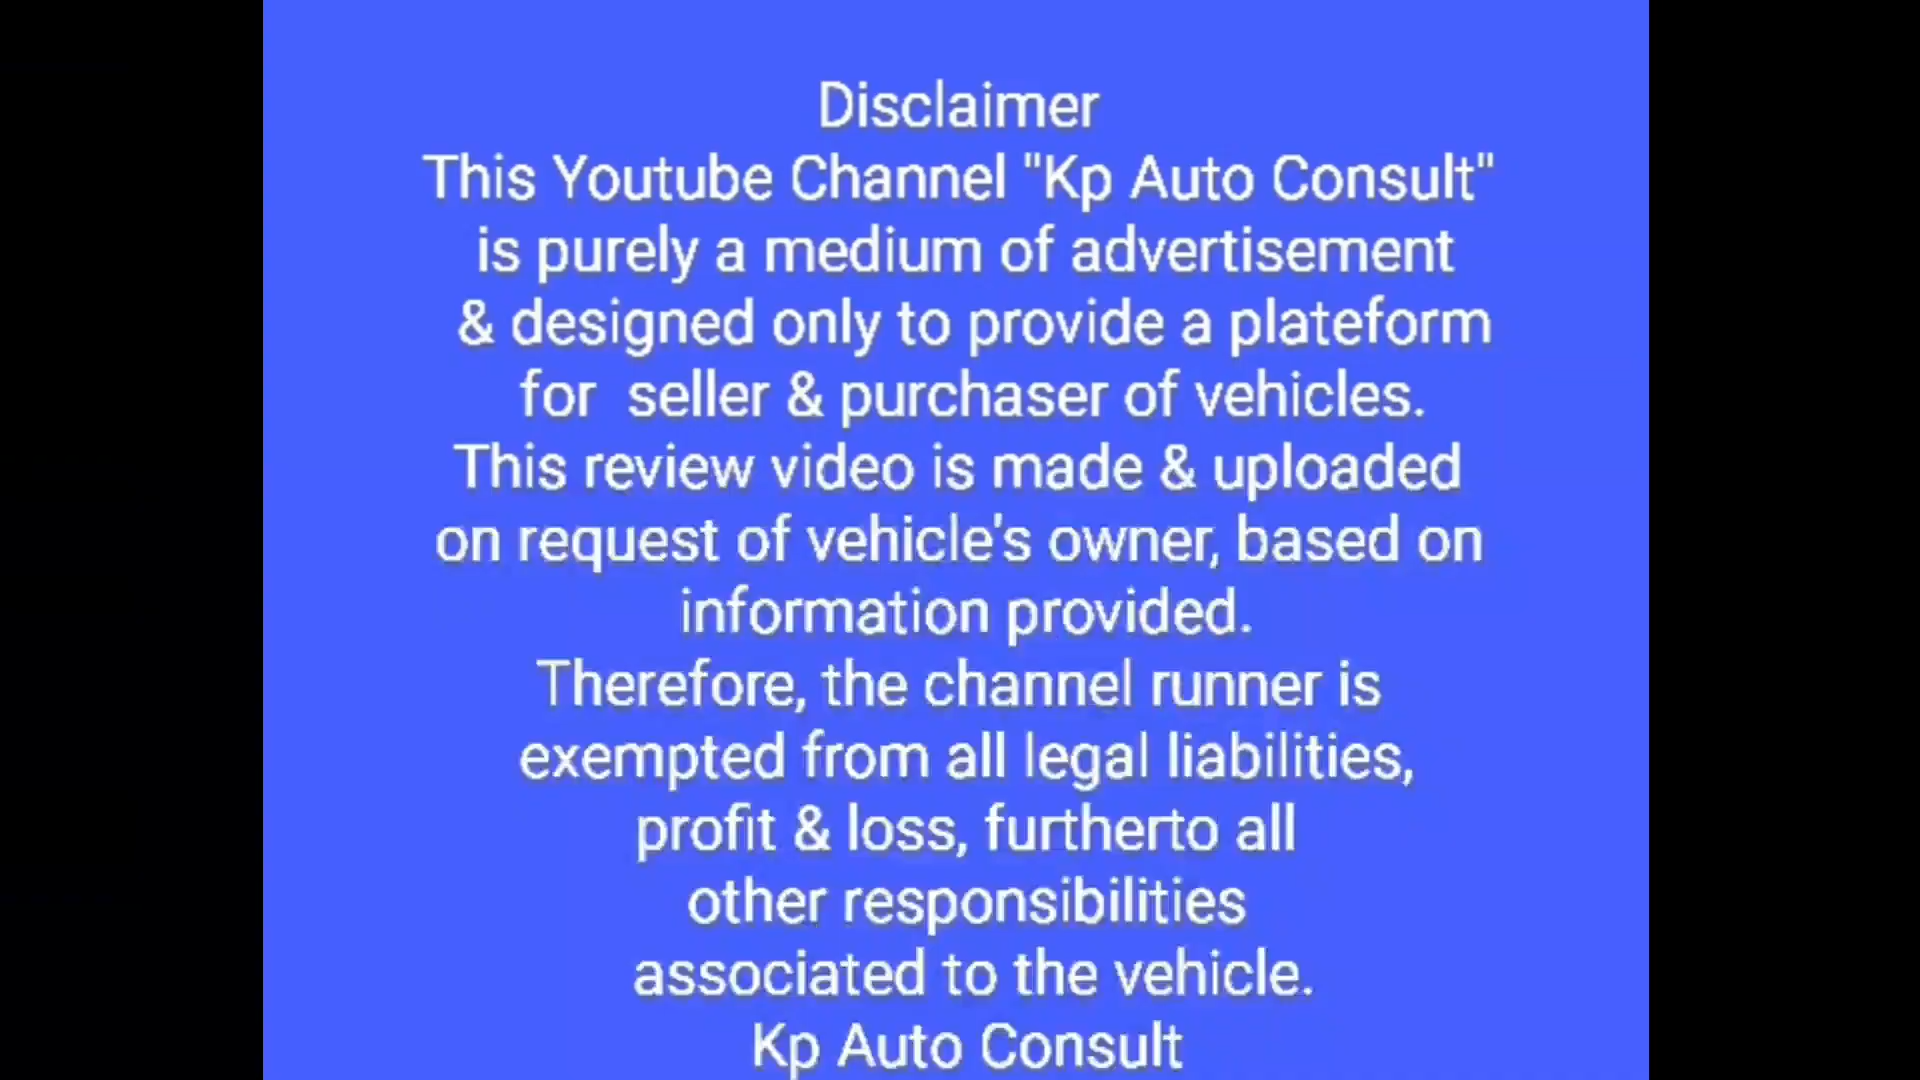 Disclaimer
This Youtube Channel "Kp Auto Consult"
is purely a medium of advertisement
& designed only to provide a plateform
for seller & purchaser of vehicles.
This review video is made & uploaded
on request of vehicle's owner, based on
information provided.
Therefore, the channel runner is
exempted from all legal liabilities,
profit & loss, furtherto all
other responsibilities
associated to the vehicle.
Kp Auto Consult